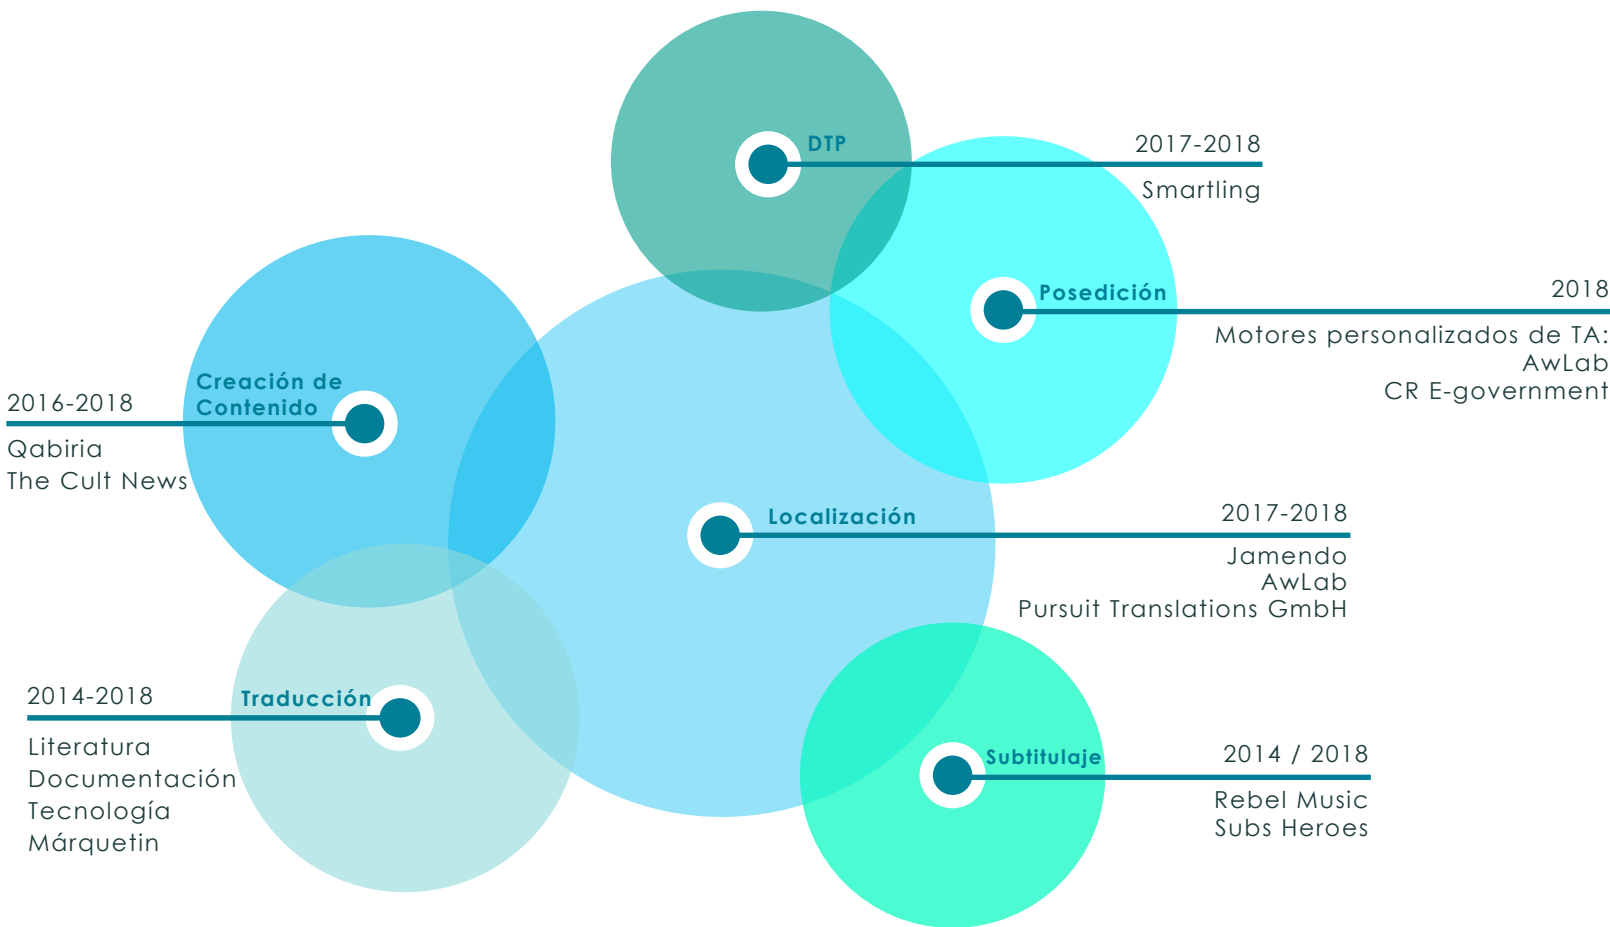 DTP
2017-2018
Smartling
Posedición
2018
Motores personalizados de TA:
AwLab
CR E-government
Creación de
Contenido
2016-2018
Qabiria
The Cult News
Localización
2017-2018
Jamendo
AwLab
Pursuit Translations GmbH
Traducción
2014-2018
Literatura
Documentación
Tecnología
Márquetin
Subtitulaje
2014 / 2018
Rebel Music
Subs Heroes